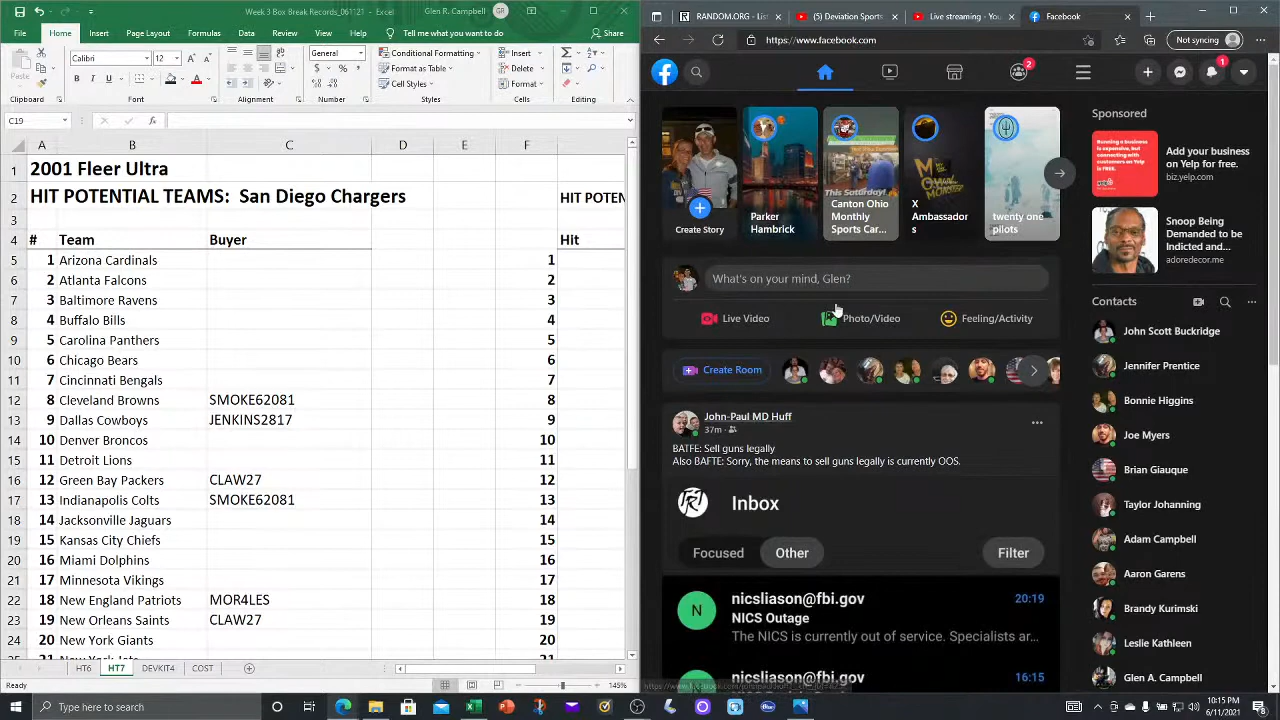 Week 3 Box Break Records_061121 - Excel
Glen R. Campbell
GR
File
Home
Insert
Page Layout
Formulas
Data
Review
View
Help
Tell me what you want to do
Share
Paste
Calibri
12
General
Conditional Formatting
Format as Table
Cell Styles
Insert
Delete
Format
Clipboard
Font
Alignment
Number
Styles
Cells
Editing
C19
A B C D E F
2001 Fleer Ultra
HIT POTENTIAL TEAMS: San Diego Chargers
HIT POTEN
# Team Buyer Hit
5 1 Arizona Cardinals 1
6 2 Atlanta Falcons 2
7 3 Baltimore Ravens 3
8 4 Buffalo Bills 4
9 5 Carolina Panthers 5
10 6 Chicago Bears 6
11 7 Cincinnati Bengals 7
12 8 Cleveland Browns SMOKE62081 8
13 9 Dallas Cowboys JENKINS2817 9
14 10 Denver Broncos 10
15 11 Detroit Lions 11
16 12 Green Bay Packers CLAW27 12
17 13 Indianapolis Colts SMOKE62081 13
18 14 Jacksonville Jaguars 14
19 15 Kansas City Chiefs 15
20 16 Miami Dolphins 16
21 17 Minnesota Vikings 17
22 18 New England Patriots MOR4LES 18
23 19 New Orleans Saints CLAW27 19
24 20 New York Giants 20
HT6
HT7
DEVKIT4
COST
145%
Type here to search
RANDOM.ORG - Lis
(5) Deviation Sports
Live streaming - You
Facebook
https://www.facebook.com
Not syncing
2
1
Create Story
Parker
Hambrick
This Saturday!
Canton Ohio
Monthly
Sports Car...
X
Ambassador
s
twenty one
pilots
What's on your mind, Glen?
Live Video
Photo/Video
Feeling/Activity
Create Room
John-Paul MD Huff
37m
BATFE: Sell guns legally
Also BAFTE: Sorry, the means to sell guns legally is currently OOS.
Inbox
Focused
Other
Filter
N
nicsliason@fbi.gov
20:19
NICS Outage
The NICS is currently out of service. Specialists ar...
nicsliason@fbi.gov
16:15
Sponsored
Add your business
on Yelp for free.
biz.yelp.com
Snoop Being
Demanded to be
Indicted and...
adoredecor.me
Contacts
John Scott Buckridge
Jennifer Prentice
Bonnie Higgins
Joe Myers
Brian Giauque
Taylor Johanning
Adam Campbell
Aaron Garens
Brandy Kurimski
Leslie Kathleen
10:15 PM
6/11/2021